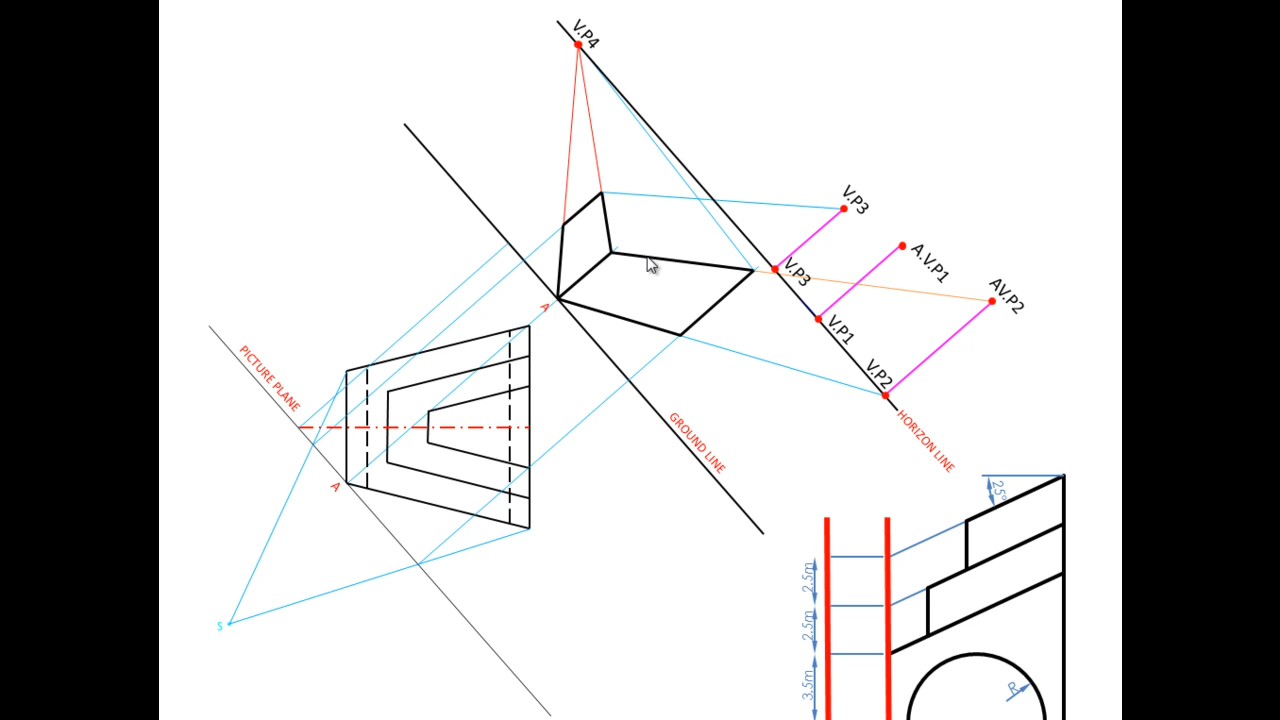 V.P4
V.P3
A.V.P1
V.P3
AV.P2
V.P1
A
V.P2
PICTURE PLANE
HORIZON LINE
GROUND LINE
A
25°
2.5m
2.5m
S
3.5m
R